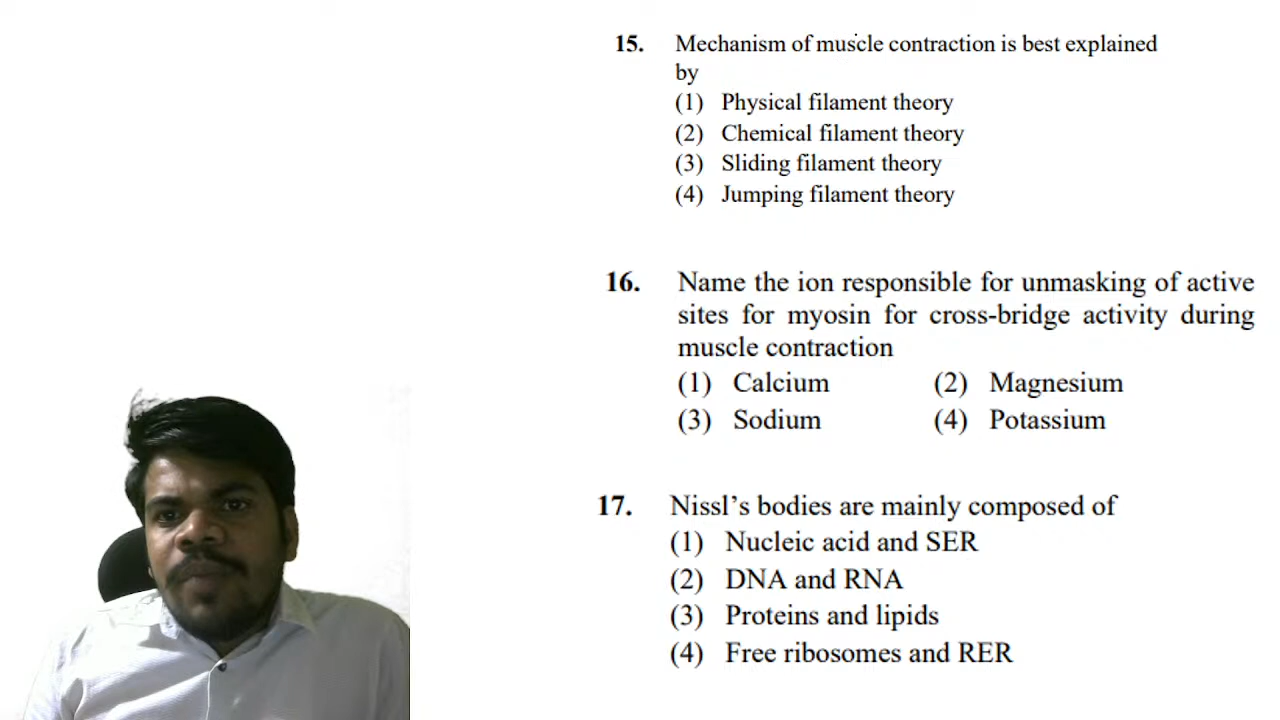 15. Mechanism of muscle contraction is best explained
by
(1) Physical filament theory
(2) Chemical filament theory
(3) Sliding filament theory
(4) Jumping filament theory
16. Name the ion responsible for unmasking of active
sites for myosin for cross-bridge activity during
muscle contraction
(1) Calcium (2) Magnesium
(3) Sodium (4) Potassium
17. Nissl’s bodies are mainly composed of
(1) Nucleic acid and SER
(2) DNA and RNA
(3) Proteins and lipids
(4) Free ribosomes and RER